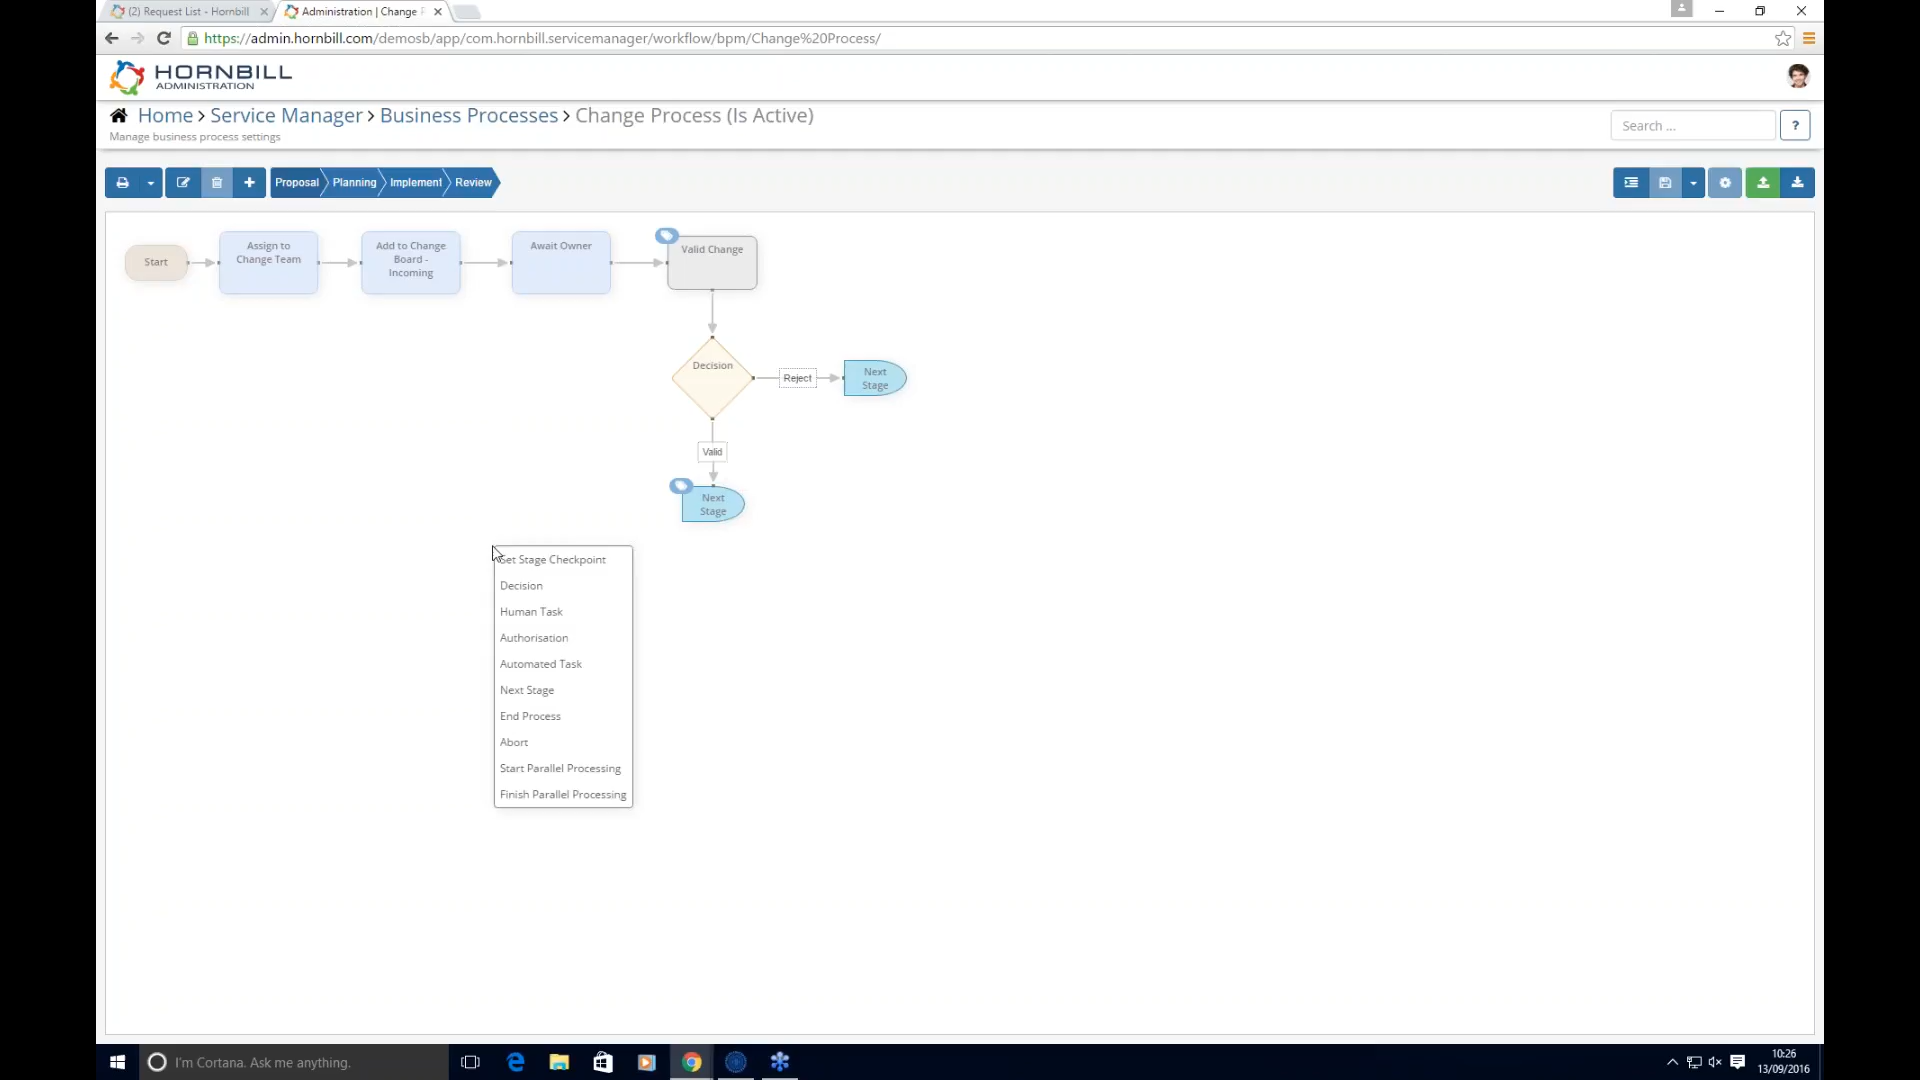 (2) Request List - Hornbill
Administration | Change P
https://admin.hornbill.com/demosb/app/com.hornbill.servicemanager/workflow/bpm/Change%20Process/
HORNBILL
ADMINISTRATION
Home > Service Manager > Business Processes > Change Process (Is Active)
Manage business process settings
Search ...
?
Proposal
Planning
Implement
Review
Start
Assign to
Change Team
Add to Change
Board -
Incoming
Await Owner
Valid Change
Decision
Reject
Next
Stage
Valid
Next
Stage
Set Stage Checkpoint
Decision
Human Task
Authorisation
Automated Task
Next Stage
End Process
Abort
Start Parallel Processing
Finish Parallel Processing
I'm Cortana. Ask me anything.
10:26
13/09/2016